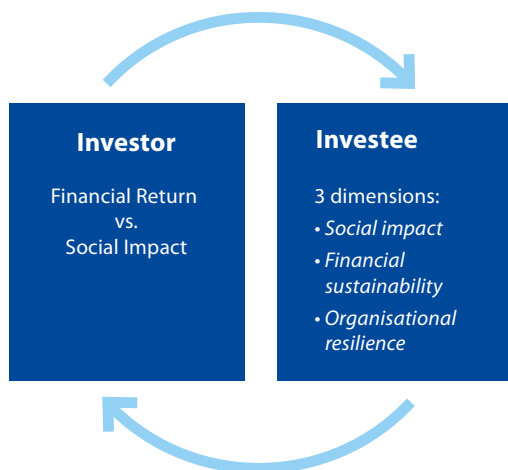 Investor
Financial Return
vs.
Social Impact
Investee
3 dimensions:
• Social impact
• Financial
sustainability
• Organisational
resilience